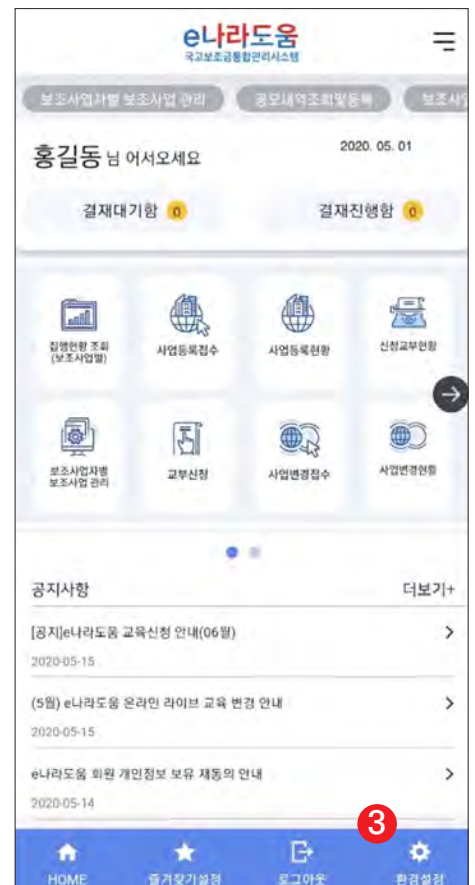 e나라도움
국고보조금통합관리시스템
보조사업자별 보조사업 관리
공모내역조회및등록
보조사업
홍길동 님 어서오세요
2020. 05. 01
결재대기함 0
결재진행함 0
집행현황 조회
(보조사업별)
사업등록접수
사업등록현황
신청교부현황
보조사업자별
보조사업 관리
교부신청
사업변경접수
사업변경현황
공지사항
더보기+
[공지]e나라도움 교육신청 안내(06월)
2020-05-15
(5월) e나라도움 온라인 라이브 교육 변경 안내
2020-05-15
e나라도움 회원 개인정보 보유 재동의 안내
2020-05-14
3
HOME
즐겨찾기설정
로그아웃
환경설정